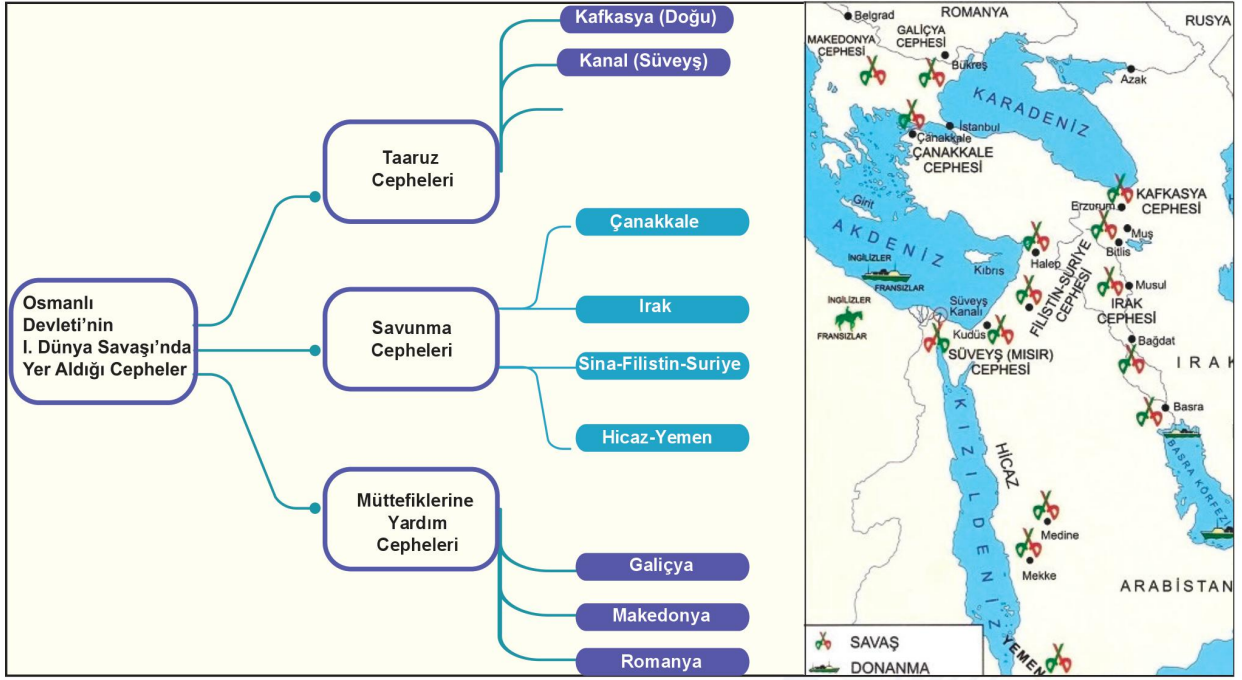 Osmanlı
Devleti’nin
I. Dünya Savaşı’nda
Yer Aldığı Cepheler
Taaruz
Cepheleri
Kafkasya (Doğu)
Kanal (Süveyş)
Savunma
Cepheleri
Çanakkale
Irak
Sina-Filistin-Suriye
Hicaz-Yemen
Müttefiklerine
Yardım
Cepheleri
Galiçya
Makedonya
Romanya
Belgrad
ROMANYA
RUSYA
MAKEDONYA
CEPHESİ
GALİÇYA
CEPHESİ
Bükreş
Azak
KARADENİZ
İstanbul
Çanakkale
ÇANAKKALE
CEPHESİ
KAFKASYA
CEPHESİ
Erzurum
Muş
Bitlis
Girit
AKDENİZ
Kıbrıs
Halep
İNGİLİZLER
FRANSIZLAR
FİLİSTİN-SURİYE
CEPHESİ
Musul
IRAK
CEPHESİ
İNGİLİZLER
FRANSIZLAR
Süveyş
Kanalı
Kudüs
SÜVEYŞ (MISIR)
CEPHESİ
Bağdat
IRAK
Basra
BASRA KÖRFEZİ
KIZILDENİZ
HİCAZ
Medine
Mekke
ARABİSTAN
YEMEN
SAVAŞ
DONANMA